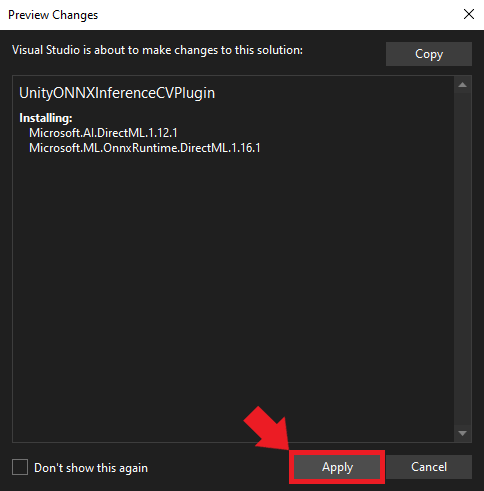 Preview Changes
Visual Studio is about to make changes to this solution:
Copy
UnityONNXInferenceCVPlugin
Installing:
Microsoft.AI.DirectML.1.12.1
Microsoft.ML.OnnxRuntime.DirectML.1.16.1
Don't show this again
Apply
Cancel